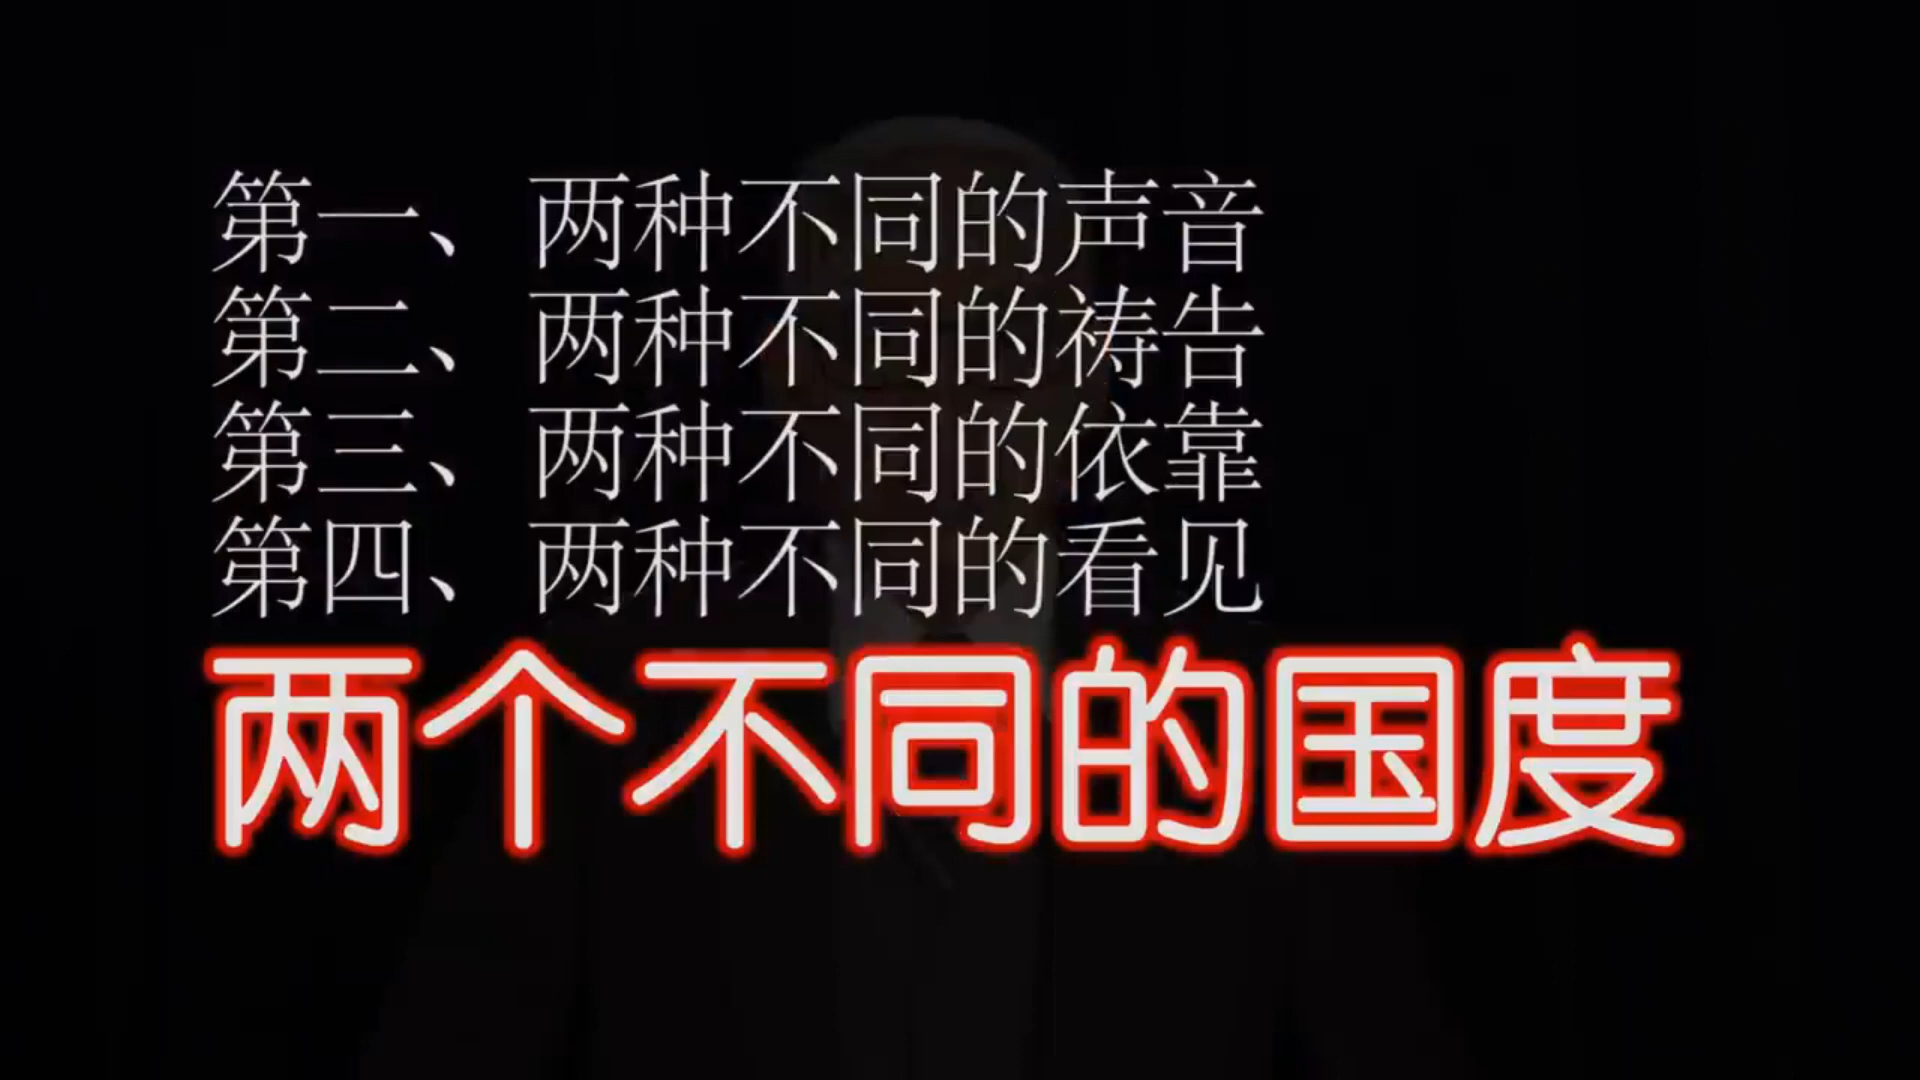 第一、两种不同的声音
第二、两种不同的祷告
第三、两种不同的依靠
第四、两种不同的看见
两个不同的国度